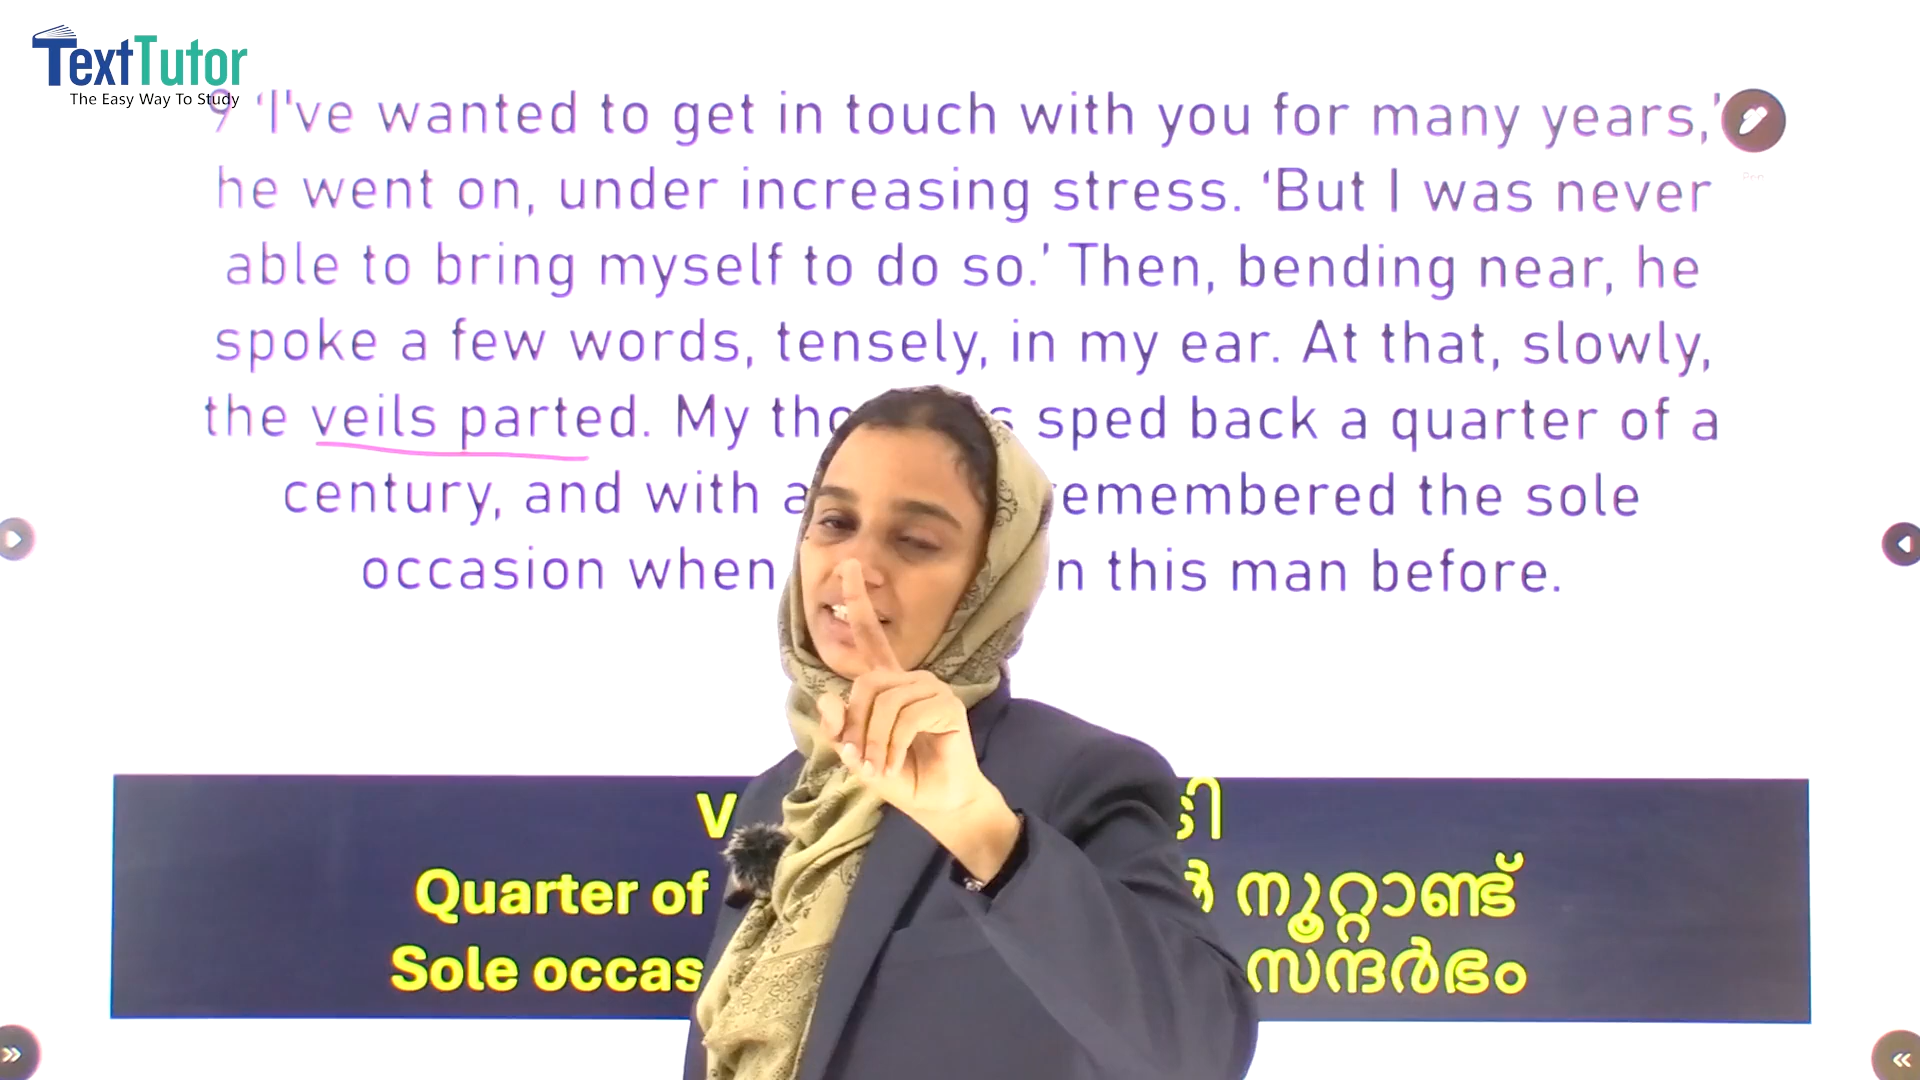 TextTutor
The Easy Way To Study
9 ‘I've wanted to get in touch with you for many years,’
he went on, under increasing stress. ‘But I was never
able to bring myself to do so.’ Then, bending near, he
spoke a few words, tensely, in my ear. At that, slowly,
the veils parted. My sped back a quarter of a
century, and with the sole
occasion when this man before.
Quarter of നൂറ്റാണ്ട്
Sole സന്ദർഭം